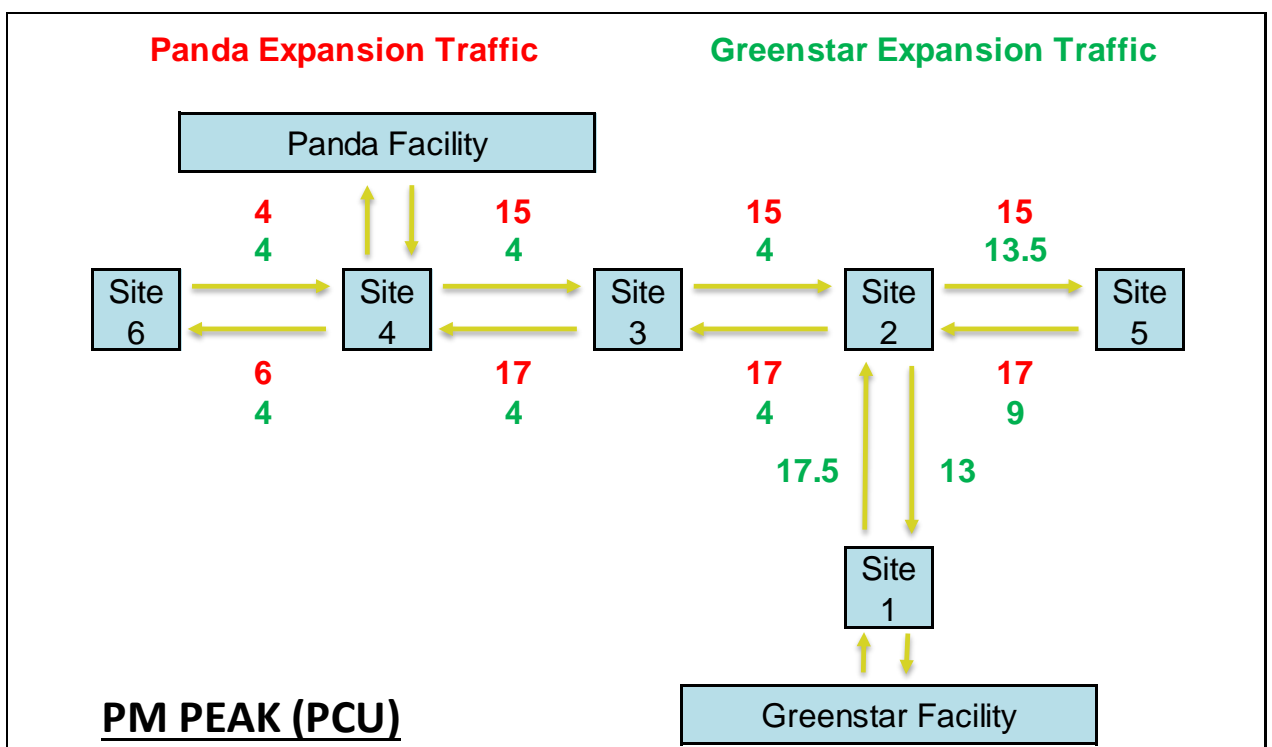 Panda Expansion Traffic Greenstar Expansion Traffic
Panda Facility
4 15 15 15
4 4 4 13.5
Site Site Site Site Site
6 4 3 2 5
6 17 17 17
4 4 4 9
17.5 13
Site
1
PM PEAK (PCU)
Greenstar Facility